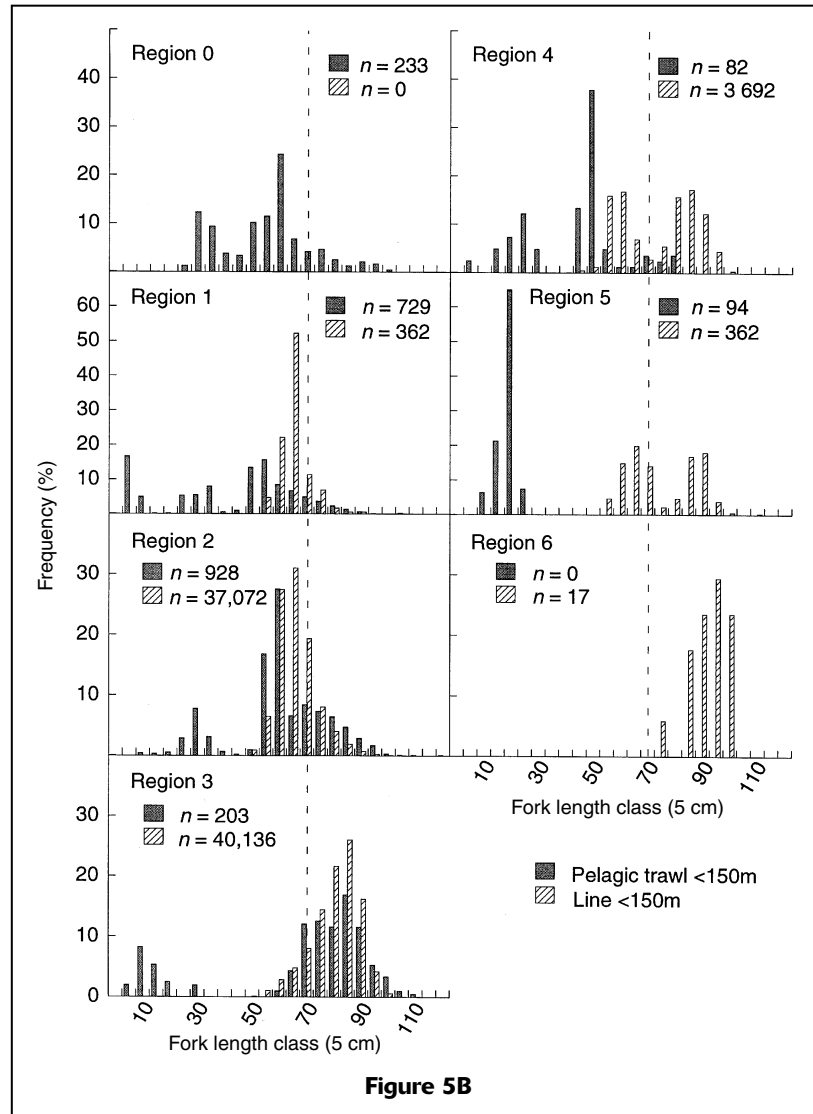 Region 0
n = 233
n = 0
50
40
30
20
10
Region 4
n = 82
n = 3 692
Region 1
n = 729
n = 362
60
50
40
30
20
10
Region 5
n = 94
n = 362
Frequency (%)
Region 2
n = 928
n = 37,072
30
20
10
Region 6
n = 0
n = 17
10
30
50
70
90
110
Fork length class (5 cm)
Region 3
n = 203
n = 40,136
30
20
10
0
10
30
50
70
90
110
Fork length class (5 cm)
Pelagic trawl <150m
Line <150m
Figure 5B